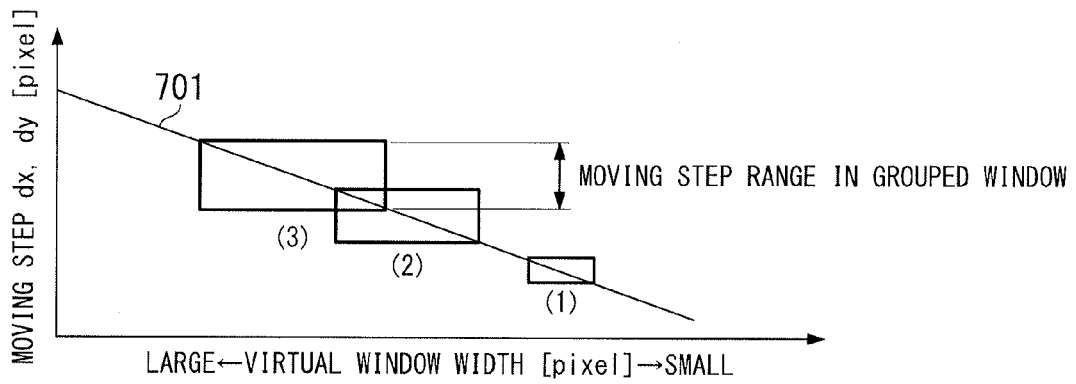 MOVING STEP dx, dy [pixel]
701
MOVING STEP RANGE IN GROUPED WINDOW
(3)
(2)
(1)
LARGE←VIRTUAL WINDOW WIDTH [pixel]→SMALL